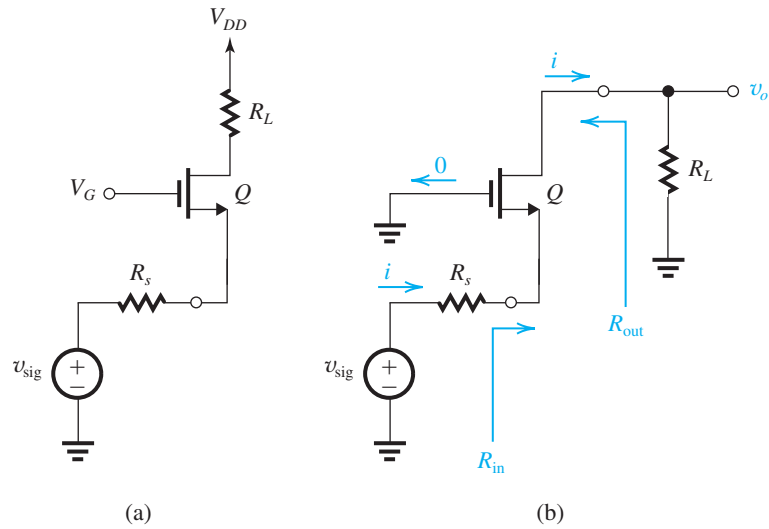 V_DD
R_L
V_G
Q
R_s
v_sig
+
−
(a)
i
v_o
0
Q
R_L
i
R_s
R_out
v_sig
+
−
R_in
(b)